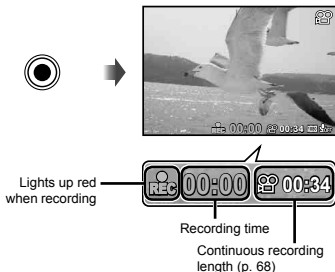 00:00 00:34
Lights up red
when recording
REC 00:00 00:34
Recording time
Continuous recording
length (p. 68)